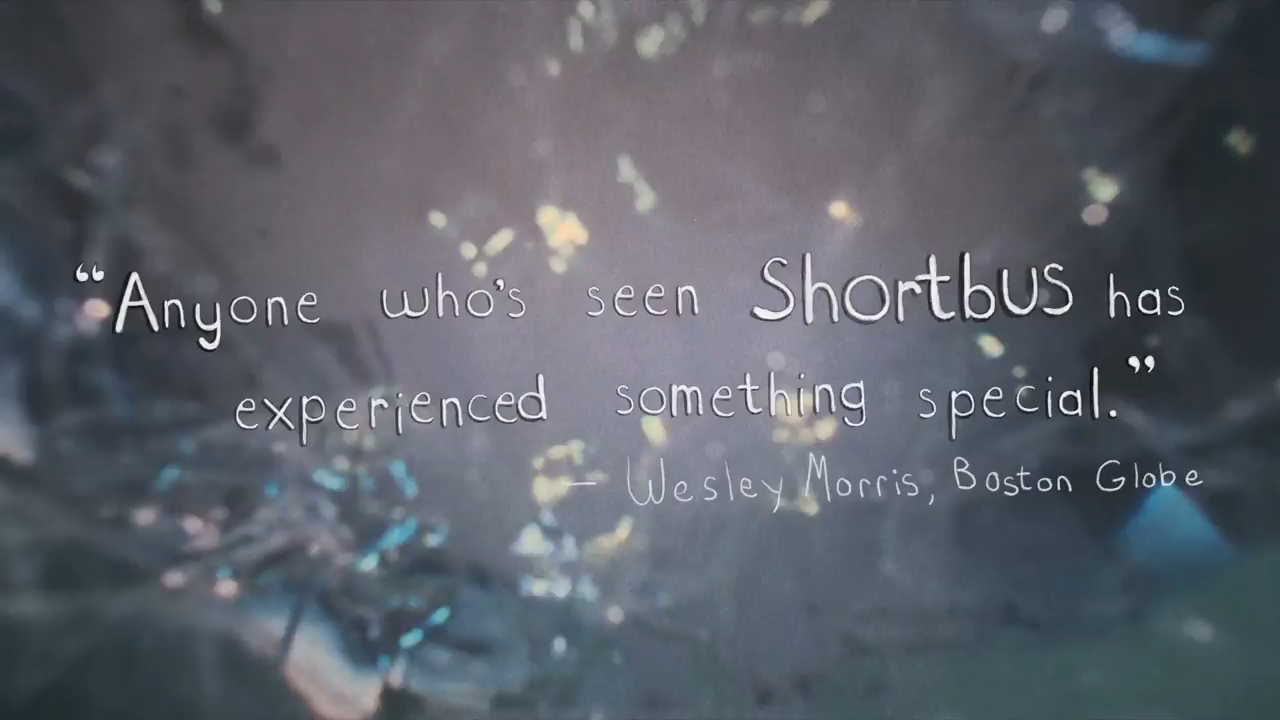 “Anyone who’s seen Shortbus has
experienced something special.”
— Wesley Morris, Boston Globe